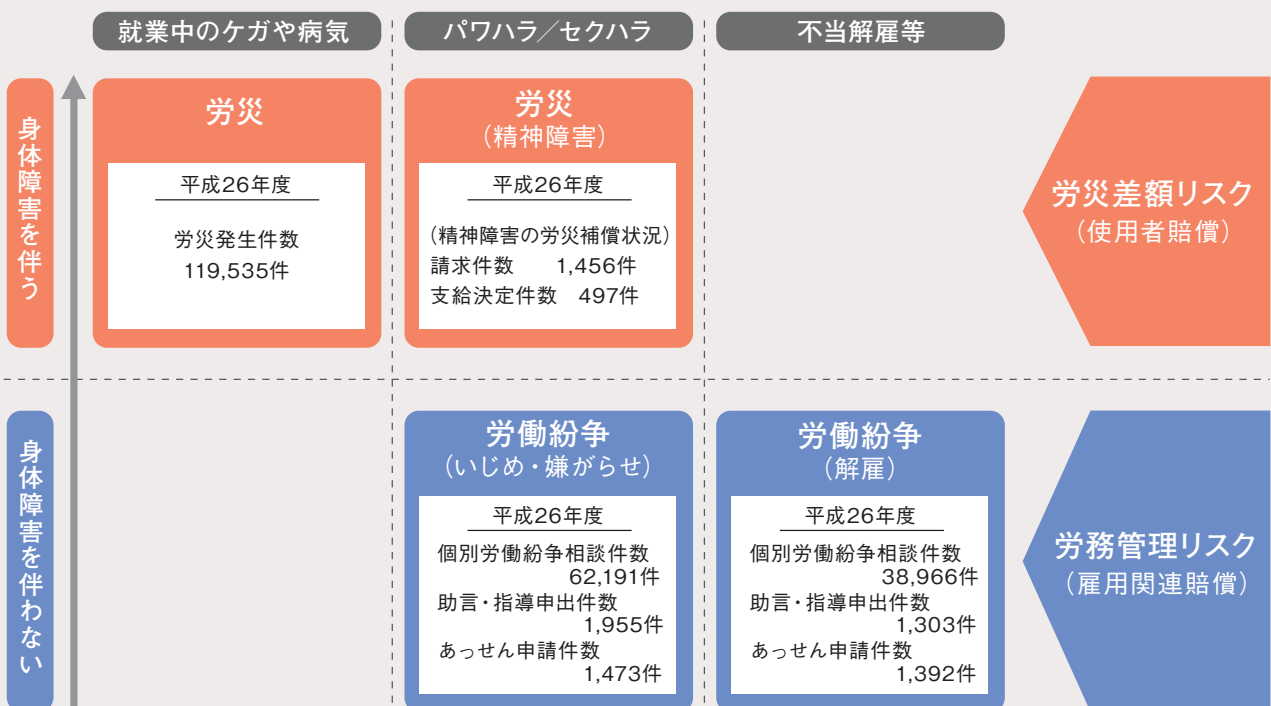 就業中のケガや病気
パワハラ／セクハラ
不当解雇等
身体障害を伴う
労災
平成26年度
労災発生件数
119,535件
労災
（精神障害）
平成26年度
（精神障害の労災補償状況）
請求件数 1,456件
支給決定件数 497件
労災差額リスク
（使用者賠償）
身体障害を伴わない
労働紛争
（いじめ・嫌がらせ）
平成26年度
個別労働紛争相談件数
62,191件
助言・指導申出件数
1,955件
あっせん申請件数
1,473件
労働紛争
（解雇）
平成26年度
個別労働紛争相談件数
38,966件
助言・指導申出件数
1,303件
あっせん申請件数
1,392件
労務管理リスク
（雇用関連賠償）